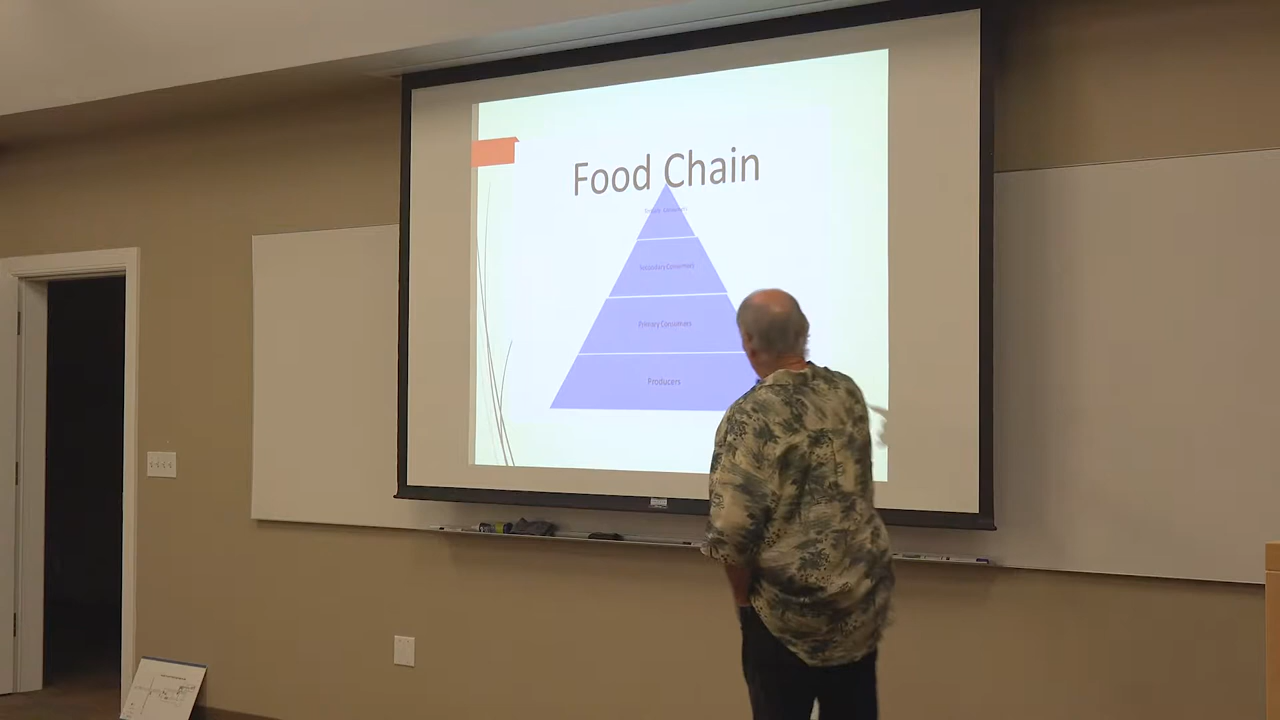 Food Chain
Secondary Consumers
Primary Consumers
Producers